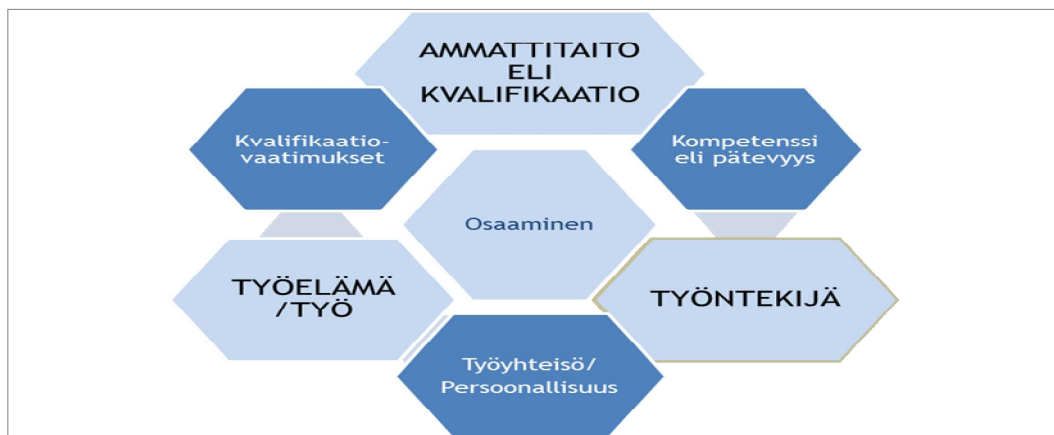 AMMATTITAITO
ELI
KVALIFIKAATIO
Kvalifikaatio-
vaatimukset
Kompetenssi
eli pätevyys
Osaaminen
TYÖELÄMÄ
/TYÖ
TYÖNTEKIJÄ
Työyhteisö/
Persoonallisuus